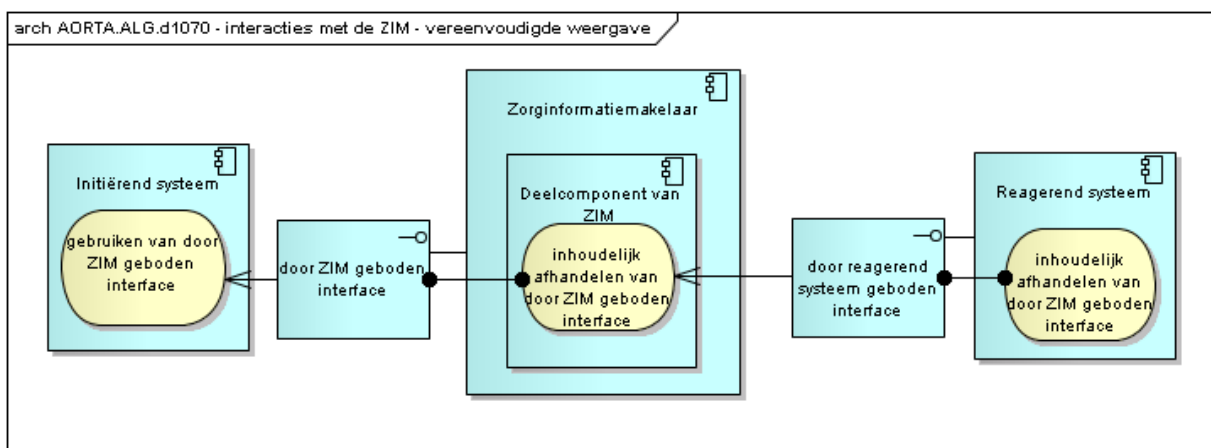 arch AORTA.ALG.d1070 - interacties met de ZIM - vereenvoudigde weergave
Initiërend systeem
gebruiken van door
ZIM geboden
interface
door ZIM geboden
interface
Zorginformatiemakelaar
Deelcomponent van
ZIM
inhoudelijk
afhandelen van
door ZIM geboden
interface
door reagerend
systeem geboden
interface
Reagerend systeem
inhoudelijk
afhandelen van
door ZIM geboden
interface